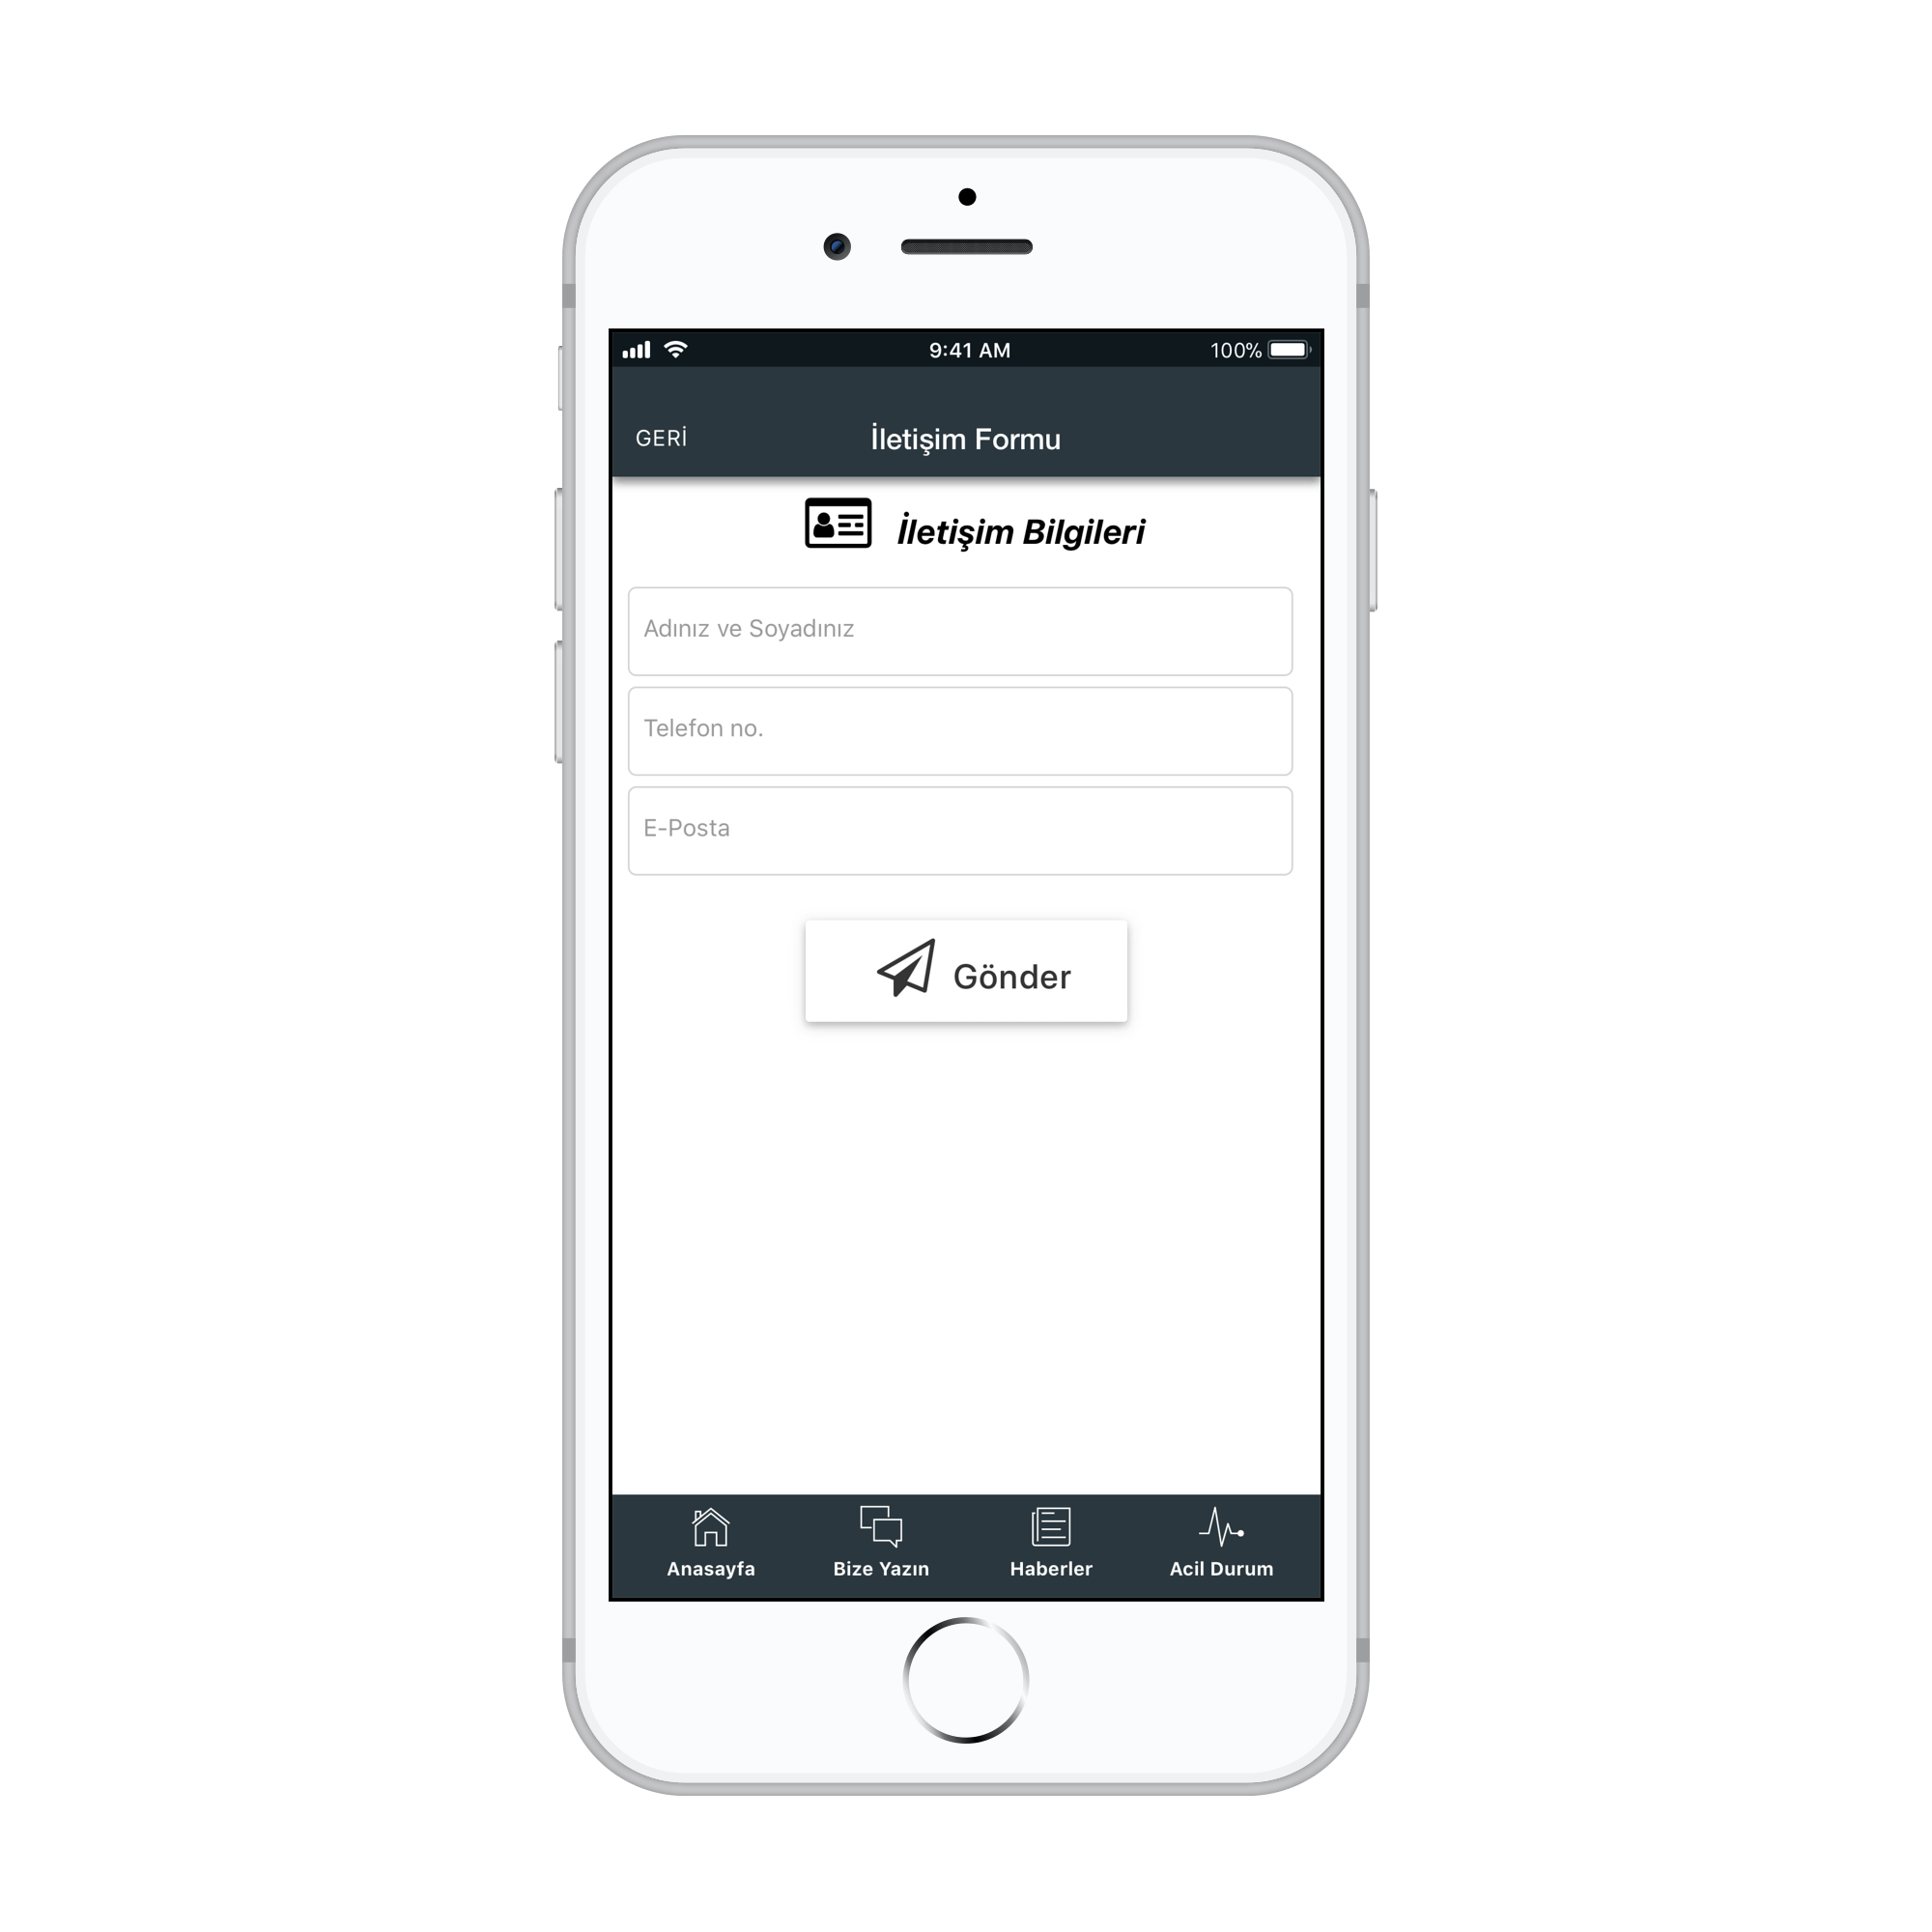 9:41 AM 100%
GERİ İletişim Formu
İletişim Bilgileri
Adınız ve Soyadınız
Telefon no.
E-Posta
Gönder
Anasayfa Bize Yazın Haberler Acil Durum